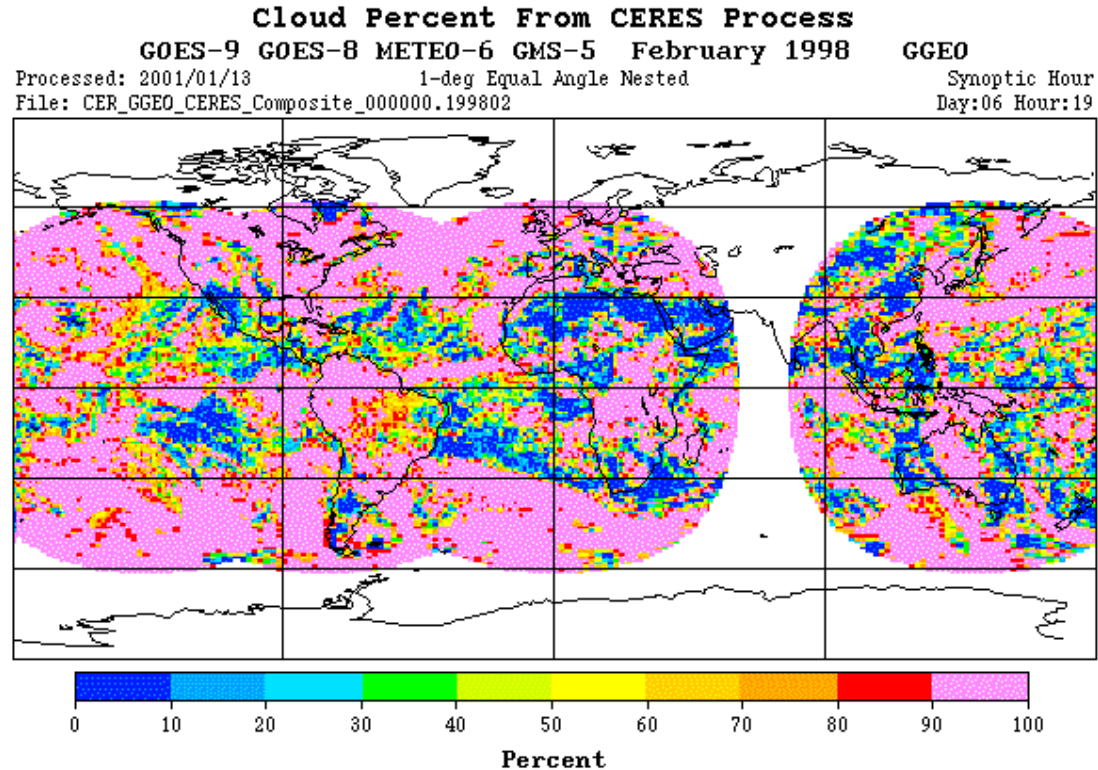 Cloud Percent From CERES Process
GOES-9 GOES-8 METEO-6 GMS-5 February 1998 GGEO
Processed: 2001/01/13 1-deg Equal Angle Nested Synoptic Hour
File: CER_GGEO_CERES_Composite_000000.199802 Day:06 Hour:19
0 10 20 30 40 50 60 70 80 90 100
Percent